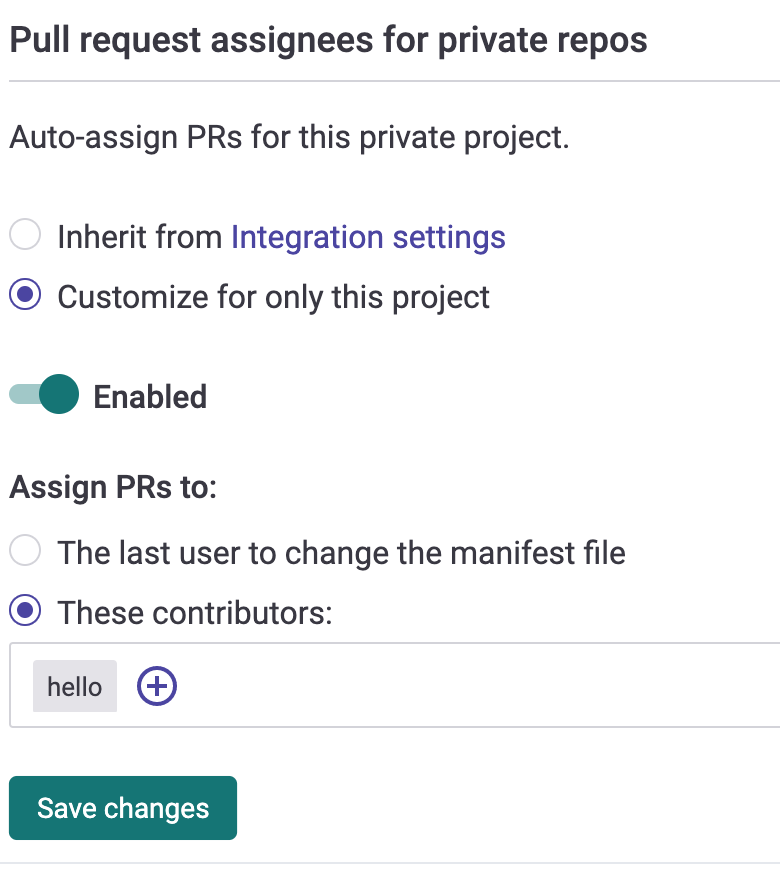 Pull request assignees for private repos
Auto-assign PRs for this private project.
Inherit from Integration settings
Customize for only this project
Enabled
Assign PRs to:
The last user to change the manifest file
These contributors:
hello
Save changes